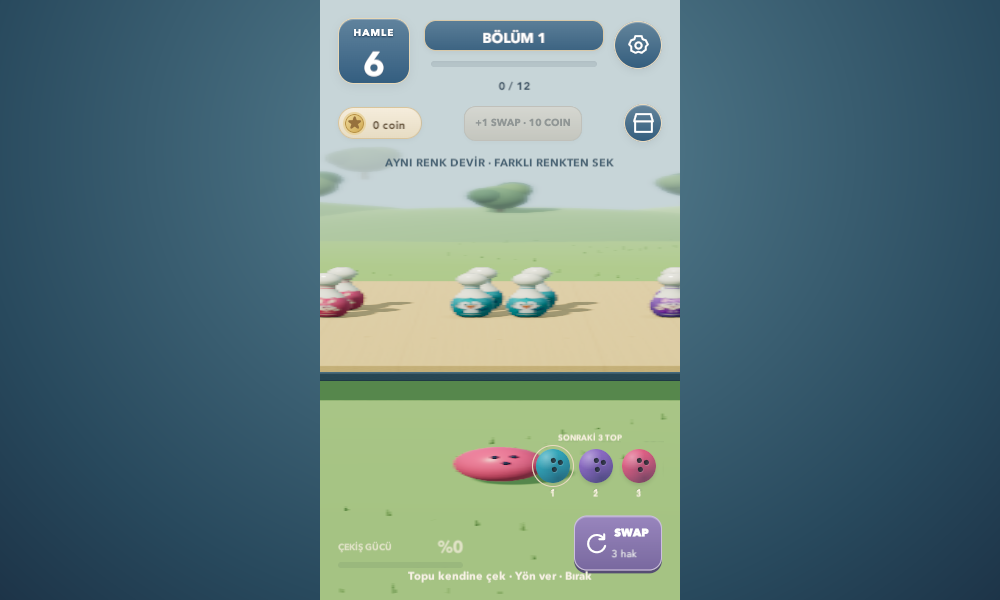 HAMLE
6
BÖLÜM 1
0 / 12
0 coin
+1 SWAP · 10 COIN
AYNI RENK DEVİR · FARKLI RENKTEN SEK
SONRAKİ 3 TOP
1 2 3
ÇEKİŞ GÜCÜ %0
SWAP
3 hak
Topu kendine çek · Yön ver · Bırak